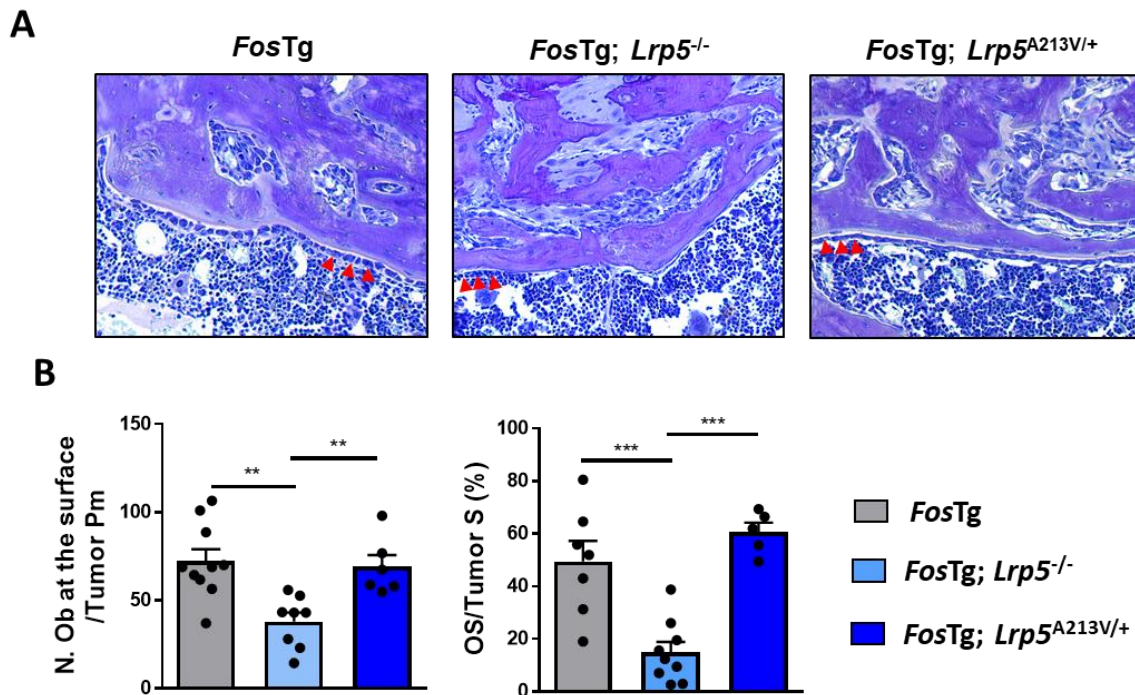 A
FosTg
FosTg; Lrp5-/-
FosTg; Lrp5A213V/+
B
N. Ob at the surface
/Tumor Pm
150
100
50
0
**
**
OS/Tumor S (%)
100
80
60
40
20
0
***
***
FosTg
FosTg; Lrp5-/-
FosTg; Lrp5A213V/+